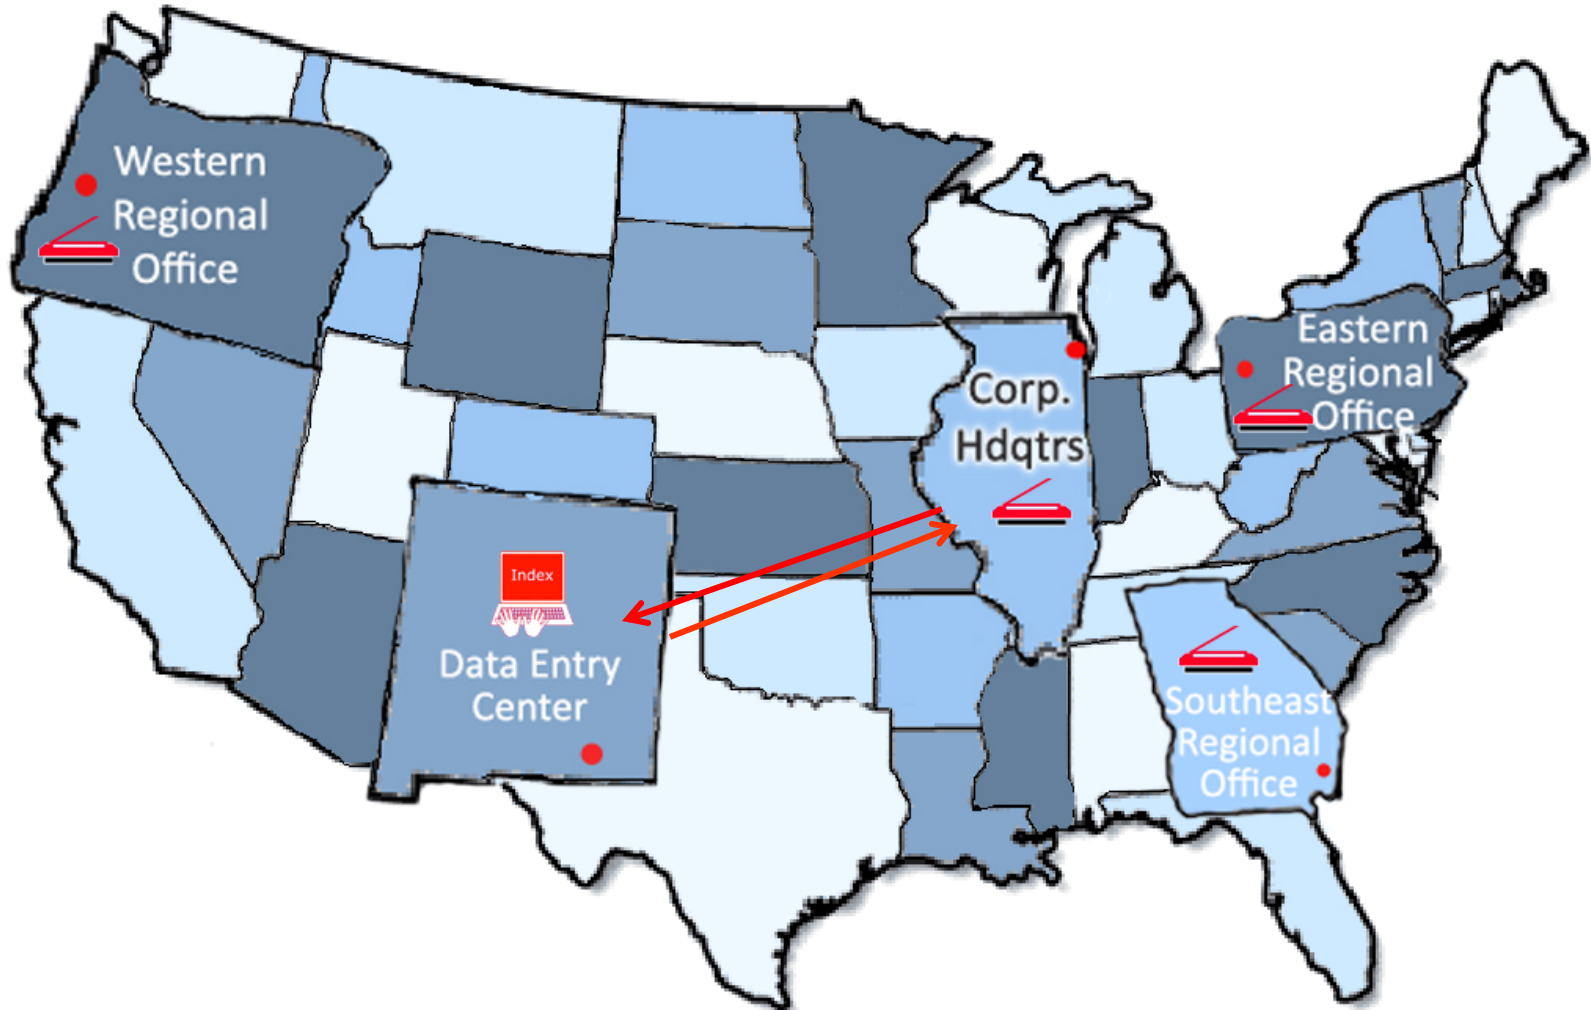 Western
Regional
Office
Eastern
Regional
Office
Corp.
Hdqtrs
Index
Data Entry
Center
Southeast
Regional
Office